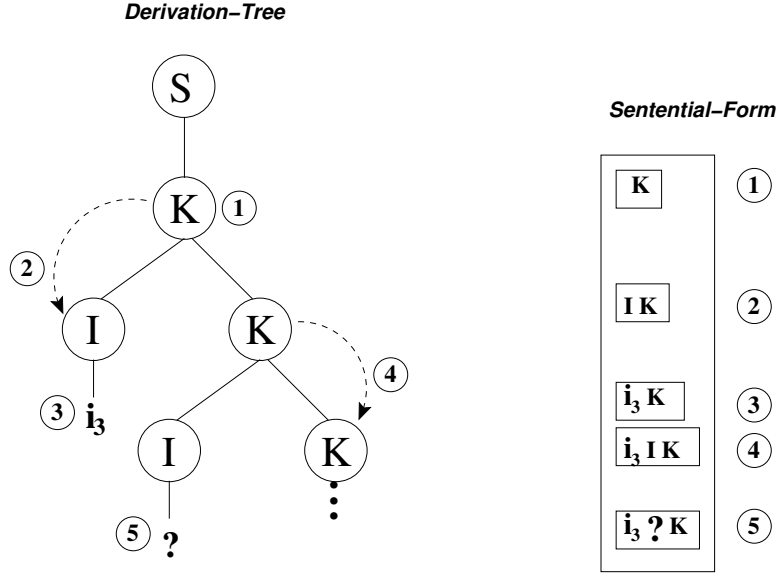 Derivation–Tree
S
K 1
2
I K
4
3 i₃
I K
5 ?
Sentential–Form
K 1
I K 2
i₃ K 3
i₃ I K 4
i₃ ? K 5